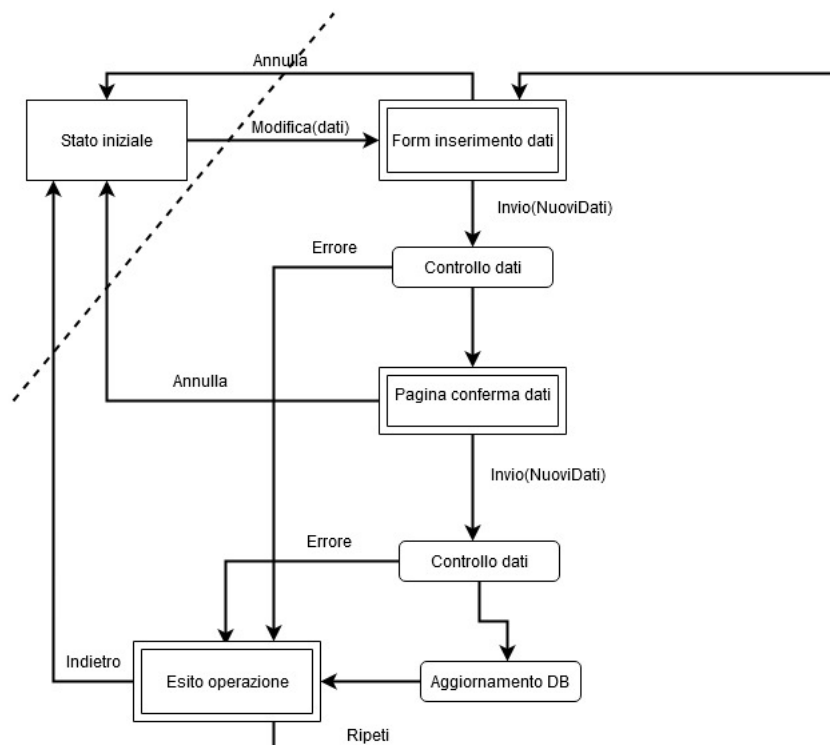 Annulla
Stato iniziale
Modifica(dati)
Form inserimento dati
Invio(NuoviDati)
Errore
Controllo dati
Annulla
Pagina conferma dati
Invio(NuoviDati)
Errore
Controllo dati
Indietro
Esito operazione
Aggiornamento DB
Ripeti